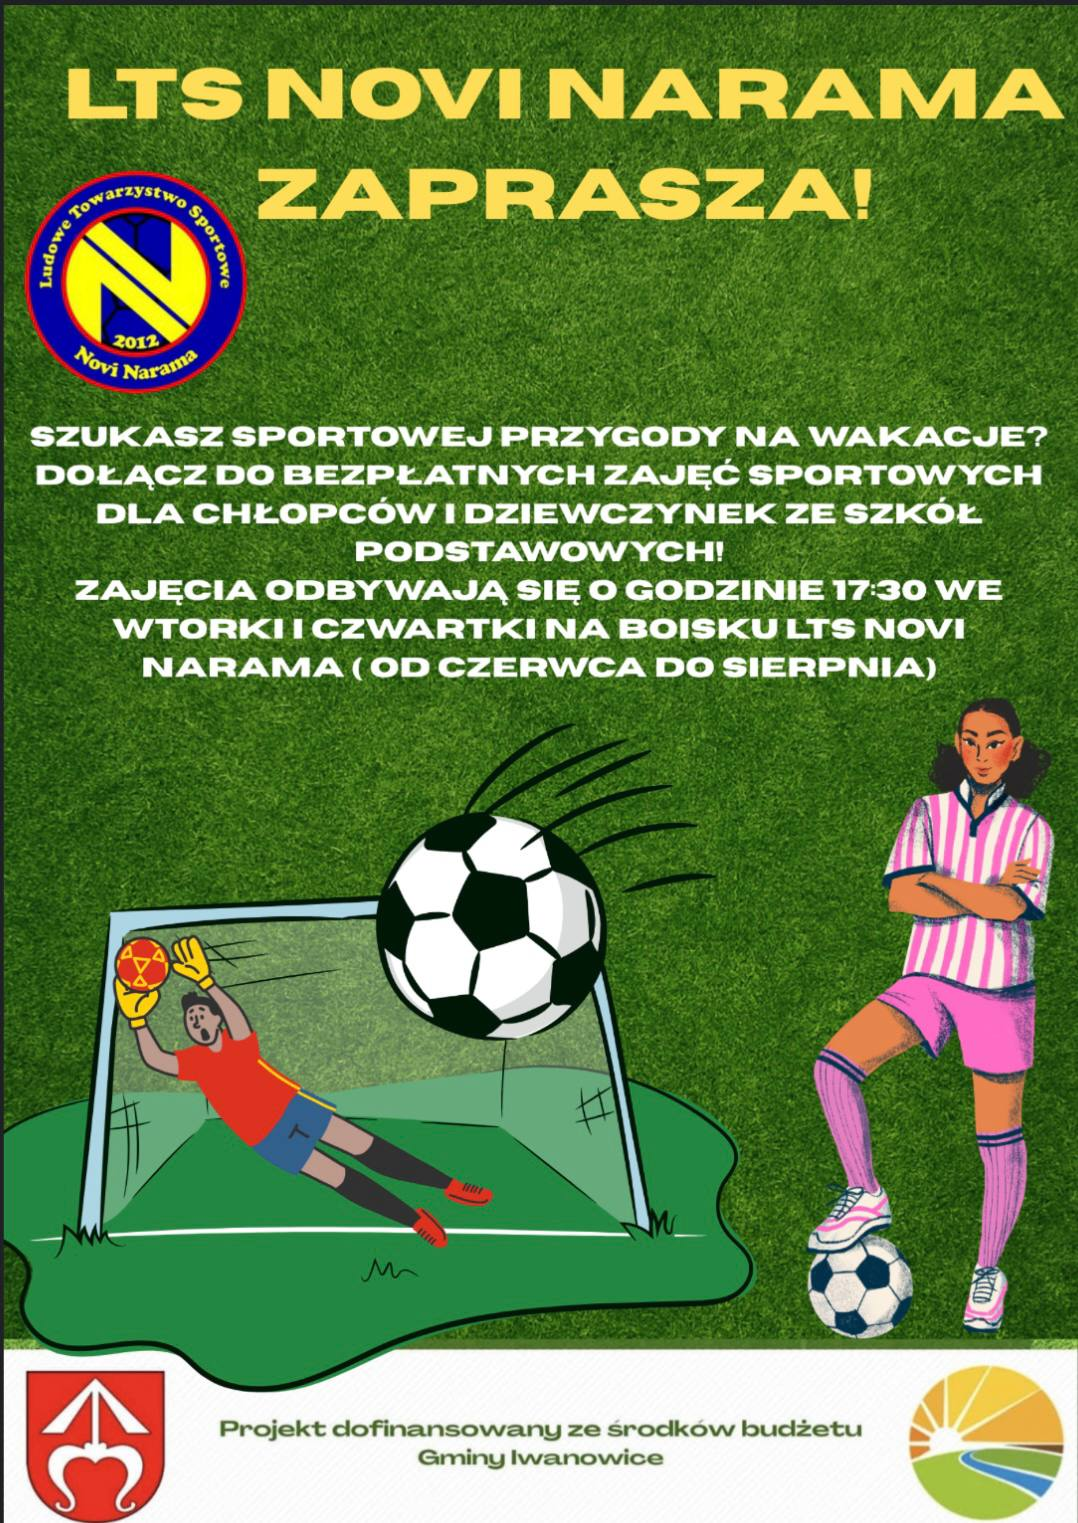 LTS NOVI NARAMA
ZAPRASZA!
Ludowe Towarzystwo Sportowe
2012
Novi Narama
SZUKASZ SPORTOWEJ PRZYGODY NA WAKACJE?
DOŁĄCZ DO BEZPŁATNYCH ZAJĘĆ SPORTOWYCH
DLA CHŁOPCÓW I DZIEWCZYNEK ZE SZKÓŁ
PODSTAWOWYCH!
ZAJĘCIA ODBYWAJĄ SIĘ O GODZINIE 17:30 WE
WTORKI I CZWARTKI NA BOISKU LTS NOVI
NARAMA ( OD CZERWCA DO SIERPNIA)
Projekt dofinansowany ze środków budżetu
Gminy Iwanowice